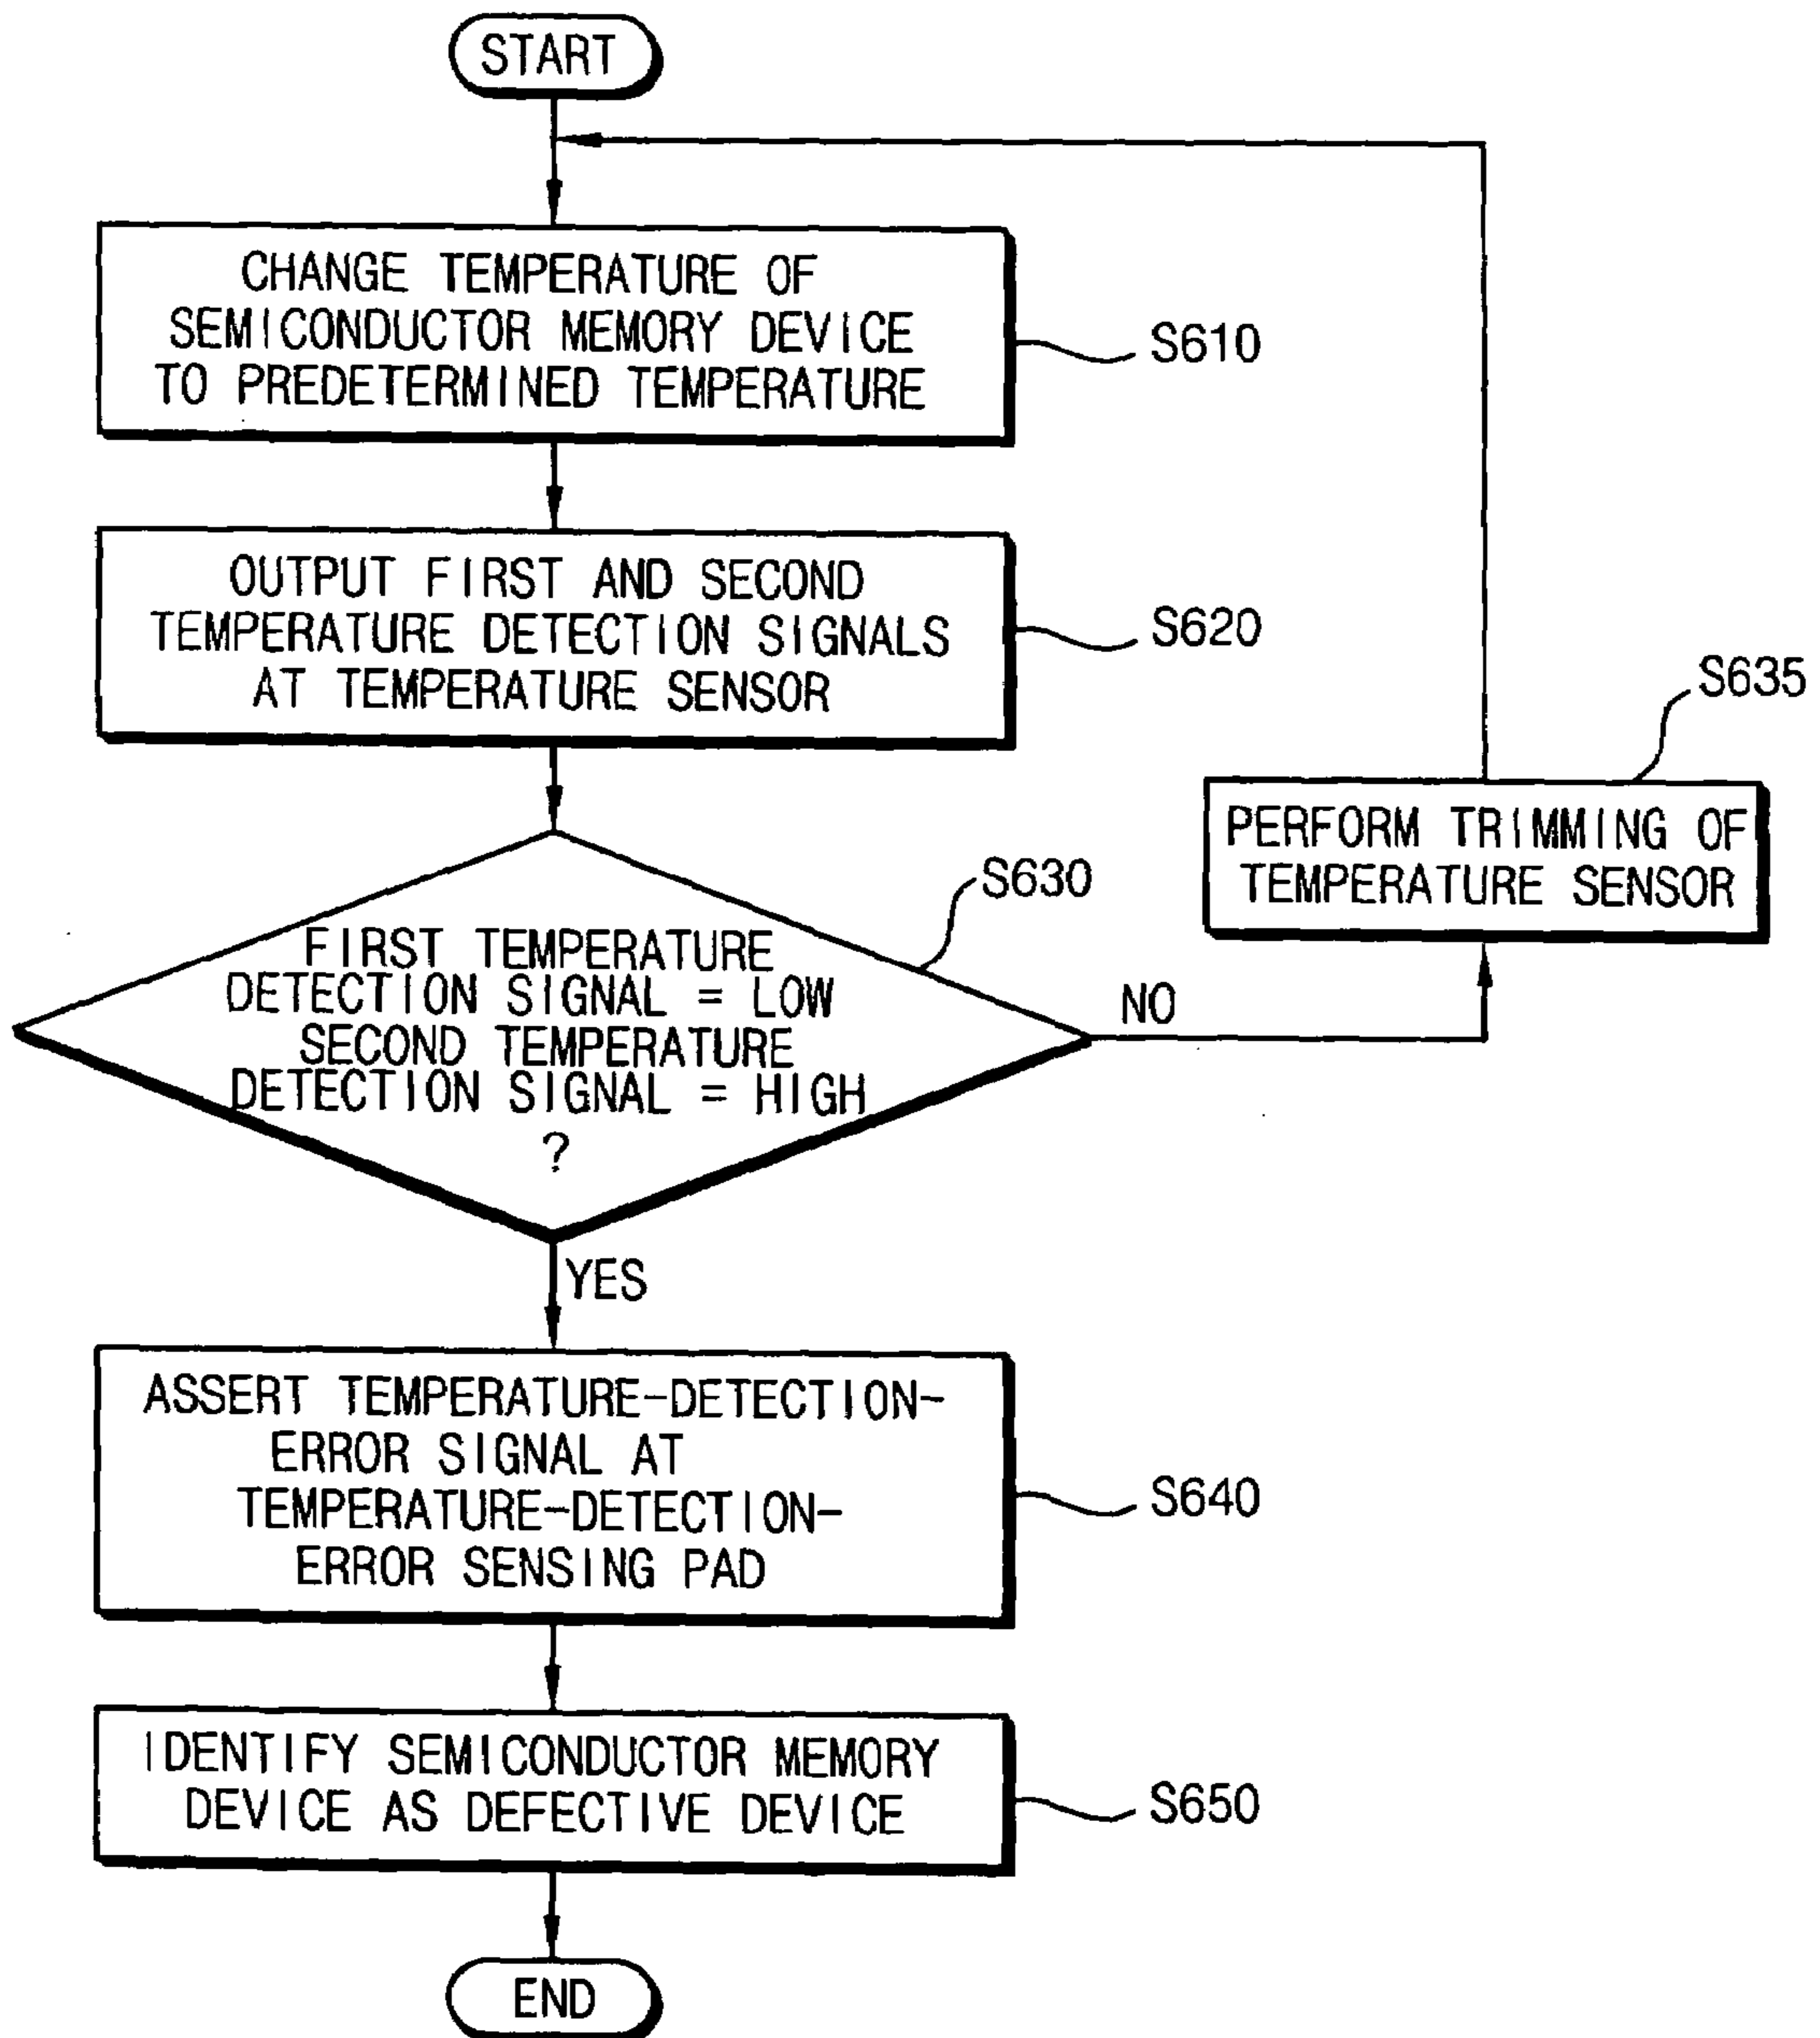 START
CHANGE TEMPERATURE OF
SEMICONDUCTOR MEMORY DEVICE
TO PREDETERMINED TEMPERATURE
S610
OUTPUT FIRST AND SECOND
TEMPERATURE DETECTION SIGNALS
AT TEMPERATURE SENSOR
S620
S635
PERFORM TRIMMING OF
TEMPERATURE SENSOR
S630
FIRST TEMPERATURE
DETECTION SIGNAL = LOW
SECOND TEMPERATURE
DETECTION SIGNAL = HIGH
?
NO
YES
ASSERT TEMPERATURE-DETECTION-
ERROR SIGNAL AT
TEMPERATURE-DETECTION-
ERROR SENSING PAD
S640
IDENTIFY SEMICONDUCTOR MEMORY
DEVICE AS DEFECTIVE DEVICE
S650
END